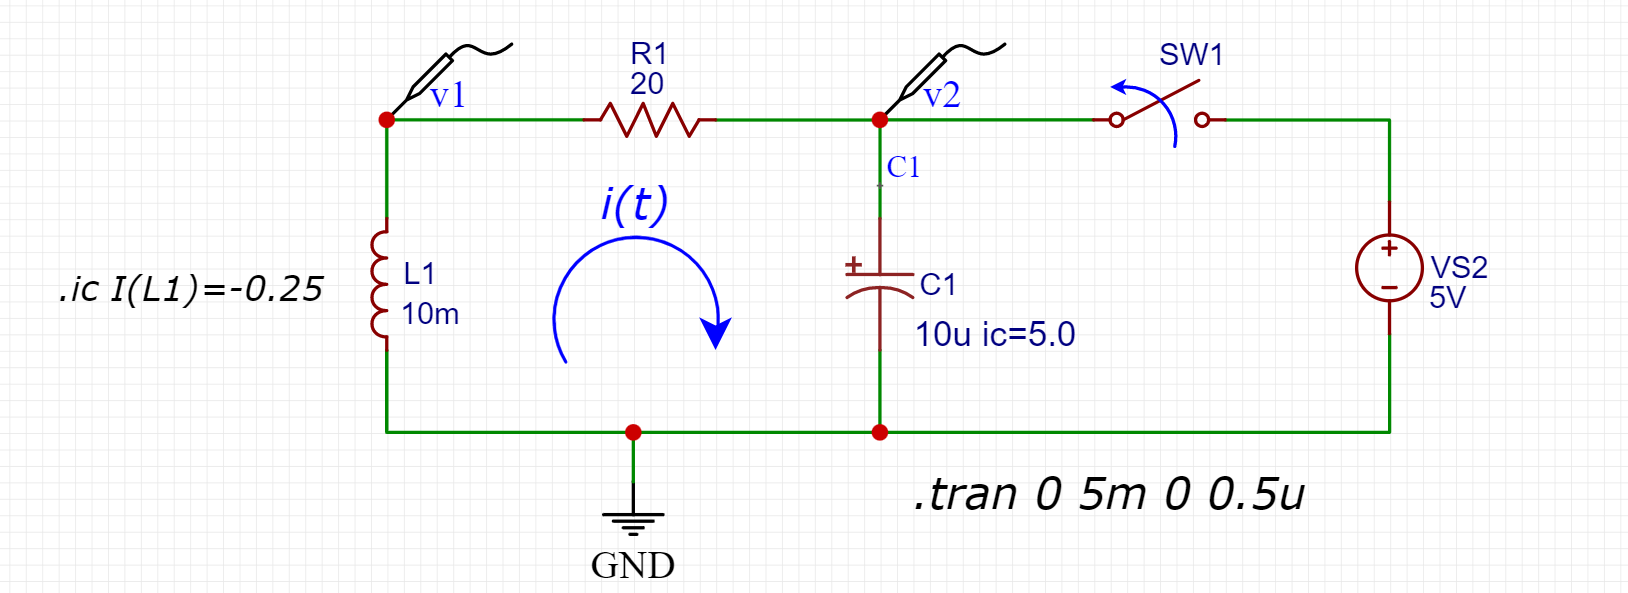 R1
20
SW1
v1
v2
C1
i(t)
VS2
5V
L1
10m
.ic I(L1)=-0.25
C1
10u ic=5.0
.tran 0 5m 0 0.5u
GND